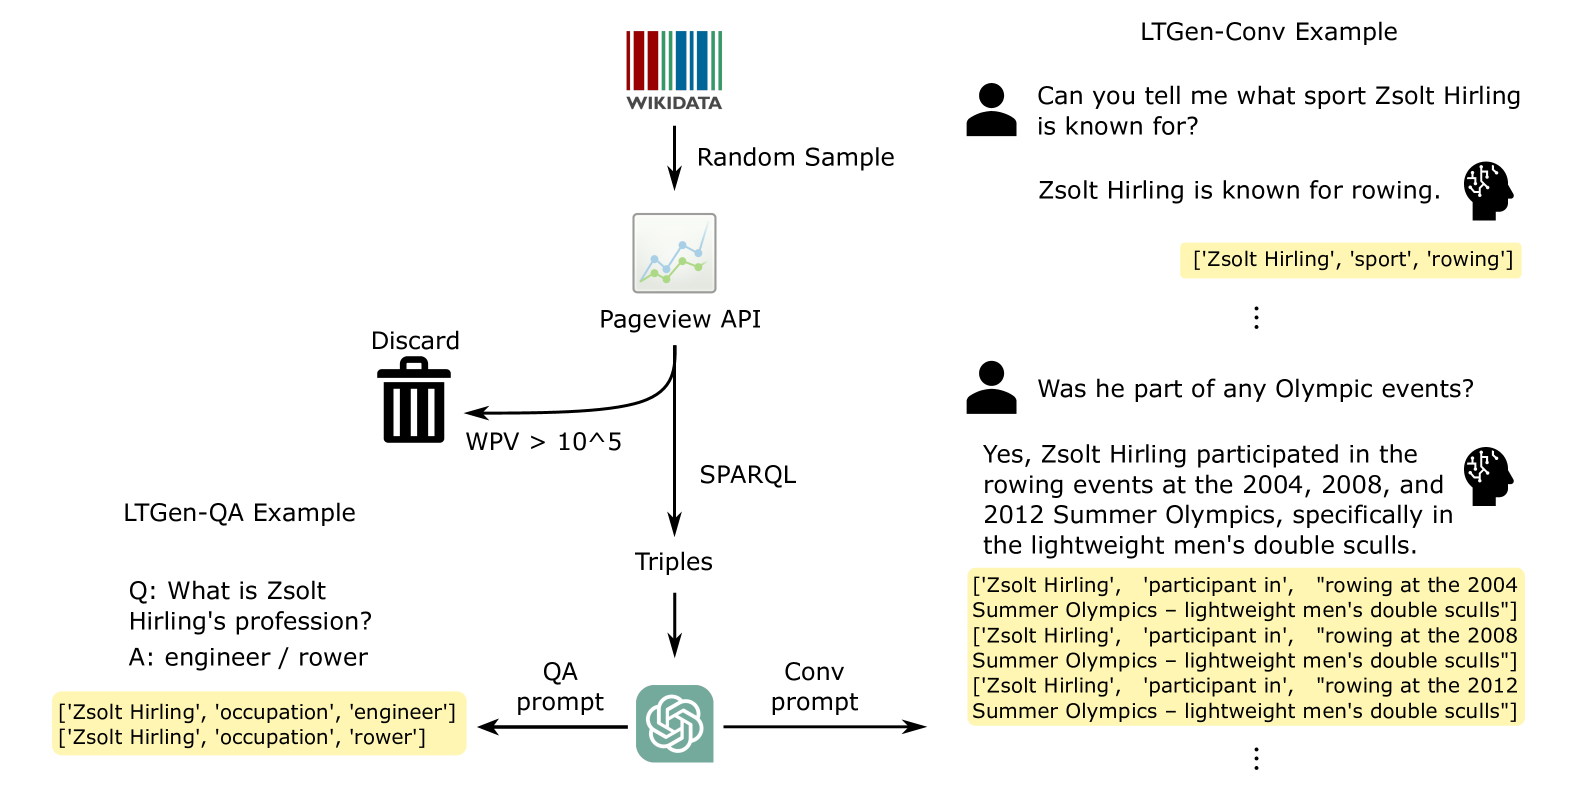 WIKIDATA
Random Sample
Pageview API
Discard
WPV > 10^5
SPARQL
Triples
QA
prompt
Conv
prompt
LTGen-QA Example
Q: What is Zsolt
Hirling's profession?
A: engineer / rower
['Zsolt Hirling', 'occupation', 'engineer']
['Zsolt Hirling', 'occupation', 'rower']
LTGen-Conv Example
Can you tell me what sport Zsolt Hirling
is known for?
Zsolt Hirling is known for rowing.
['Zsolt Hirling', 'sport', 'rowing']
⋮
Was he part of any Olympic events?
Yes, Zsolt Hirling participated in the
rowing events at the 2004, 2008, and
2012 Summer Olympics, specifically in
the lightweight men's double sculls.
['Zsolt Hirling', 'participant in', "rowing at the 2004
Summer Olympics – lightweight men's double sculls"]
['Zsolt Hirling', 'participant in', "rowing at the 2008
Summer Olympics – lightweight men's double sculls"]
['Zsolt Hirling', 'participant in', "rowing at the 2012
Summer Olympics – lightweight men's double sculls"]
⋮